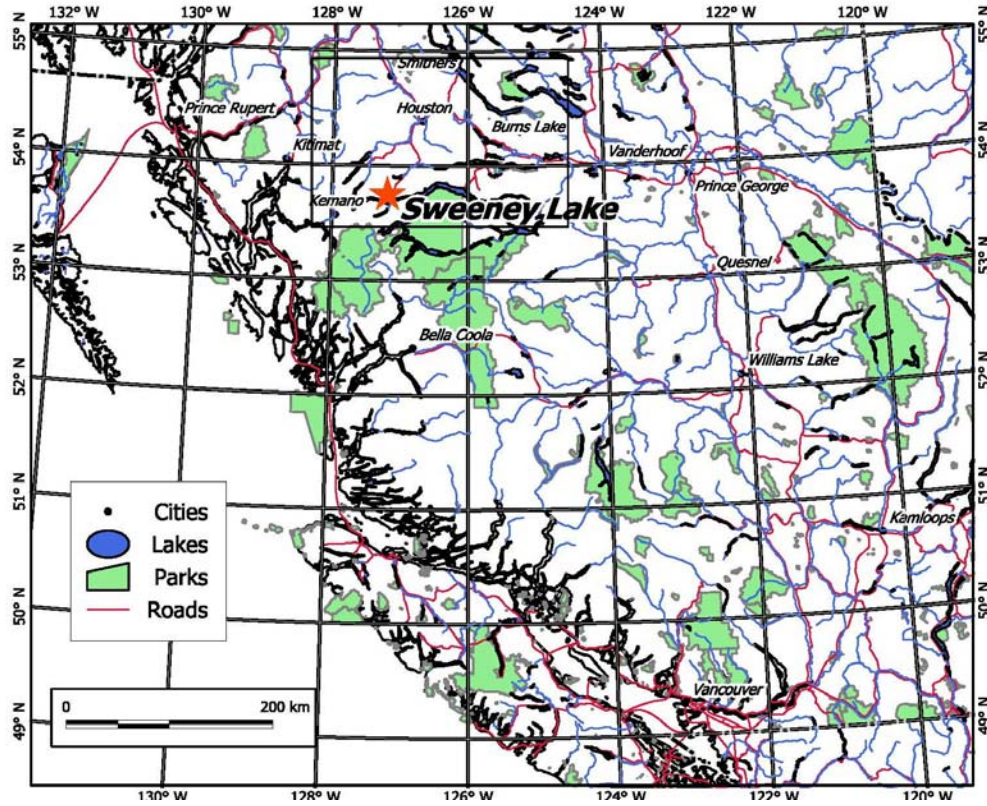 132° W
130° W
128° W
126° W
124° W
122° W
120° W
55° N
55° N
Smithers
Prince Rupert
Houston
Burns Lake
54° N
Kitimat
Vanderhoof
54° N
Kemano
Sweeney Lake
Prince George
53° N
Quesnel
53° N
Bella Coola
Williams Lake
52° N
52° N
51° N
51° N
Cities
Kamloops
Lakes
Parks
Roads
50° N
50° N
Vancouver
0
200 km
49° N
49° N
130° W
128° W
126° W
124° W
122° W
120° W